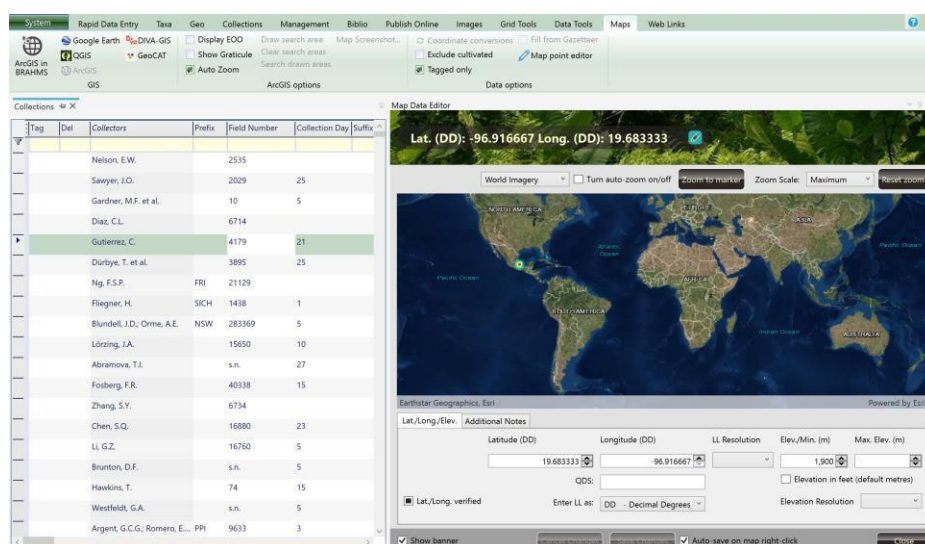 System Rapid Data Entry Taxa Geo Collections Management Biblio Publish Online Images Grid Tools Data Tools Maps Web Links
Google Earth DIVA-GIS Display EOO Draw search area Map Screenshot... Coordinate conversions Fill from Gazetteer
QGIS GeoCAT Show Graticule Clear search areas Exclude cultivated Map point editor
ArcGIS in BRAHMS ArcGIS Auto Zoom Search drawn areas Tagged only
GIS ArcGIS options Data options
Collections Map Data Editor
Tag Del Collectors Prefix Field Number Collection Day Suffix
Nelson, E.W. 2535
Sawyer, J.O. 2029 25
Gardner, M.F. et al. 10 5
Diaz, C.L. 6714
Gutierrez, C. 4179 21
Dürbye, T. et al. 3895 25
Ng, F.S.P. FRI 21129
Fliegner, H. SICH 1438 1
Blundell, J.D.; Orme, A.E. NSW 283369 5
Lörzing, J.A. 15650 10
Abramova, T.I. s.n. 27
Fosberg, F.R. 40338 15
Zhang, S.Y. 6734
Chen, S.Q. 16880 23
Li, G.Z. 16760 5
Brunton, D.F. s.n. 5
Hawkins, T. 74 15
Westfeldt, G.A. s.n. 5
Argent, G.C.G.; Romero, E.... PPI 9633 3
Lat. (DD): -96.916667 Long. (DD): 19.683333
World Imagery Turn auto-zoom on/off Zoom to marker Zoom Scale: Maximum Reset zoom
NORTH AMERICA ASIA
Atlantic Ocean Pacific Ocean
Pacific Ocean AFRICA
SOUTH AMERICA Indian Ocean AUSTRALIA
Earthstar Geographics, Esri Powered by Esri
Lat./Long./Elev. Additional Notes
Latitude (DD) Longitude (DD) LL Resolution Elev./Min. (m) Max. Elev. (m)
19.683333 -96.916667 1,900
QDS: Elevation in feet (default metres)
Lat./Long. verified Enter LL as: DD - Decimal Degrees Elevation Resolution
Show banner Auto-save on map right-click Close